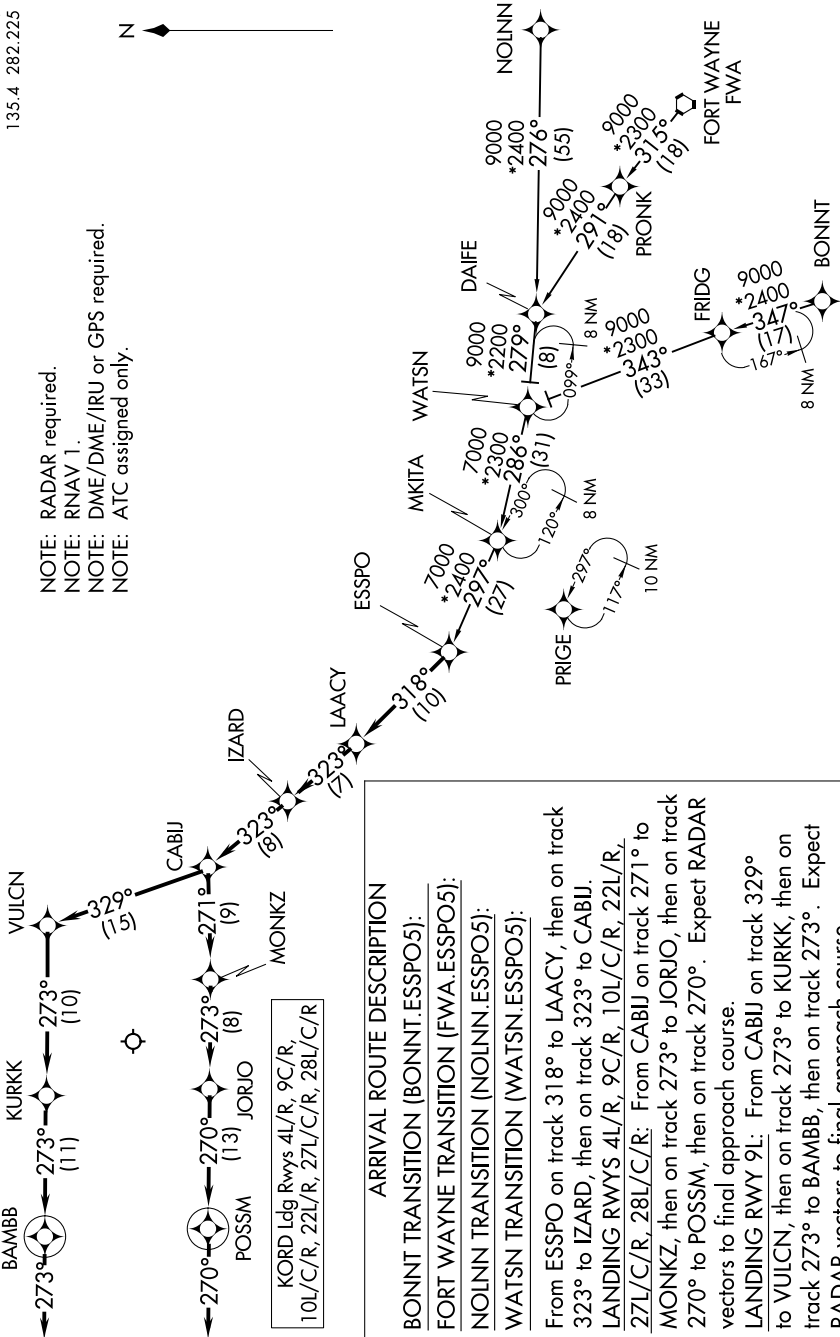 135.4 282.225
N
NOTE: RADAR required.
NOTE: RNAV 1.
NOTE: DME/DME/IRU or GPS required.
NOTE: ATC assigned only.
NOLNN
9000
*2400
276°
(55)
FORT WAYNE
FWA
9000
*2300
315°
(18)
PRONK
9000
*2400
291°
(18)
DAIFE
9000
*2200
279°
(8)
099°
8 NM
WATSN
9000
*2300
343°
(33)
FRIDG
9000
*2400
347°
(17)
167°
8 NM
BONNT
7000
*2300
286°
(31)
MKITA
300°
120°
8 NM
7000
*2400
297°
(27)
PRIGE
297°
117°
10 NM
ESSPO
318°
(10)
LAACY
323°
(7)
IZARD
323°
(8)
CABIJ
329°
(15)
VULCN
273°
(10)
KURKK
273°
(11)
BAMBB
273°
271°
(9)
MONKZ
273°
(8)
JORJO
270°
(13)
POSSM
270°
KORD Ldg Rwys 4L/R, 9C/R,
10L/C/R, 22L/R, 27L/C/R, 28L/C/R
ARRIVAL ROUTE DESCRIPTION
BONNT TRANSITION (BONNT.ESSPO5):
FORT WAYNE TRANSITION (FWA.ESSPO5):
NOLNN TRANSITION (NOLNN.ESSPO5):
WATSN TRANSITION (WATSN.ESSPO5):
From ESSPO on track 318° to LAACY, then on track
323° to IZARD, then on track 323° to CABIJ.
LANDING RWYS 4L/R, 9C/R, 10L/C/R, 22L/R,
27L/C/R, 28L/C/R: From CABIJ on track 271° to
MONKZ, then on track 273° to JORJO, then on track
270° to POSSM, then on track 270°. Expect RADAR
vectors to final approach course.
LANDING RWY 9L: From CABIJ on track 329°
to VULCN, then on track 273° to KURKK, then on
track 273° to BAMBB, then on track 273°. Expect
RADAR vectors to final approach course.